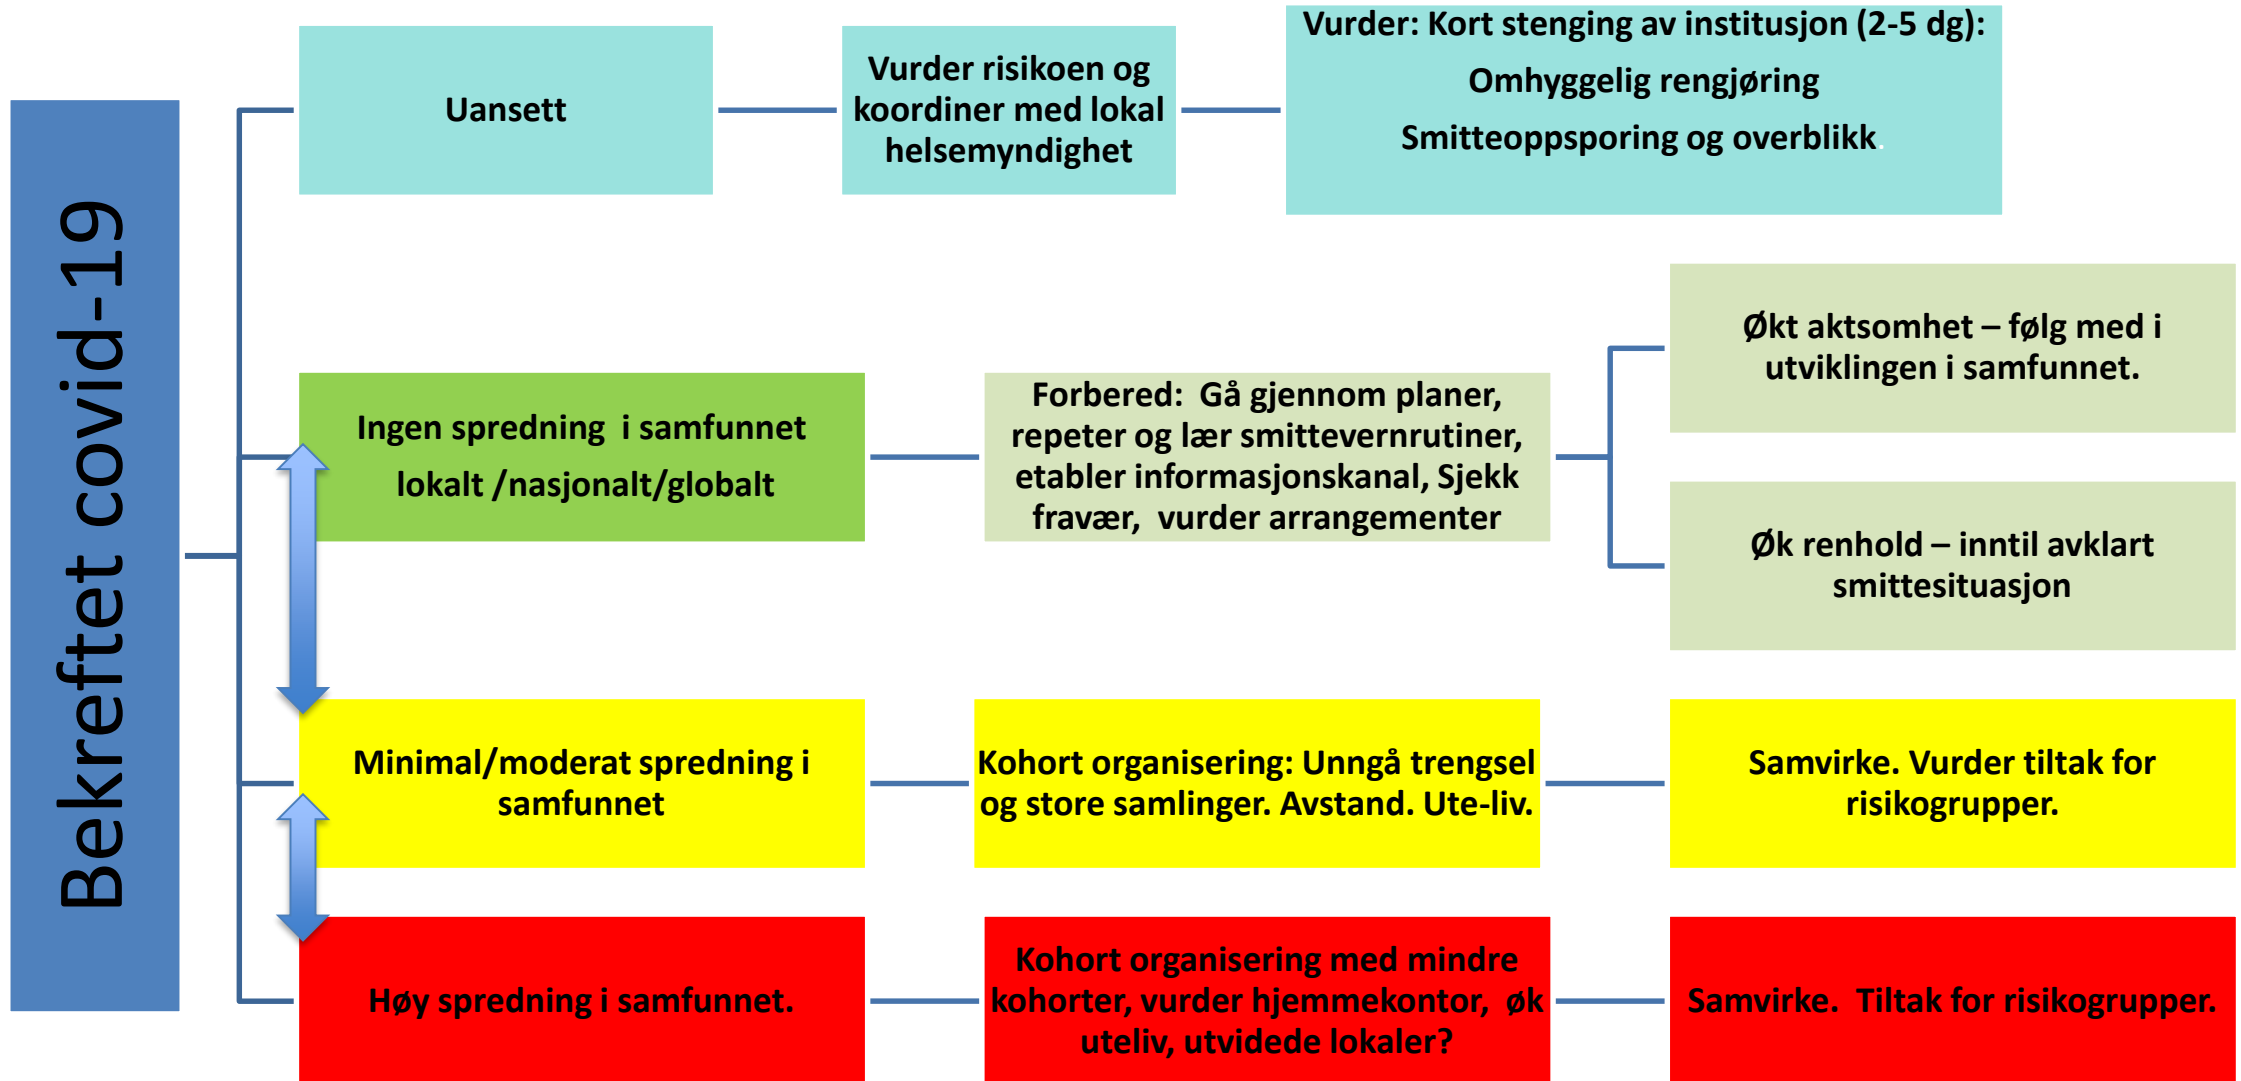 Bekreftet covid-19
Uansett
Vurder risikoen og
koordiner med lokal
helsemyndighet
Vurder: Kort stenging av institusjon (2-5 dg):
Omhyggelig rengjøring
Smitteoppsporing og overblikk.
Ingen spredning  i samfunnet
lokalt /nasjonalt/globalt
Forbered:  Gå gjennom planer,
repeter og lær smittevernrutiner,
etabler informasjonskanal, Sjekk
fravær,  vurder arrangementer
Økt aktsomhet – følg med i
utviklingen i samfunnet.
Øk renhold – inntil avklart
smittesituasjon
Minimal/moderat spredning i
samfunnet
Kohort organisering: Unngå trengsel
og store samlinger. Avstand. Ute-liv.
Samvirke. Vurder tiltak for
risikogrupper.
Høy spredning i samfunnet.
Kohort organisering med mindre
kohorter, vurder hjemmekontor,  øk
uteliv, utvidede lokaler?
Samvirke.  Tiltak for risikogrupper.